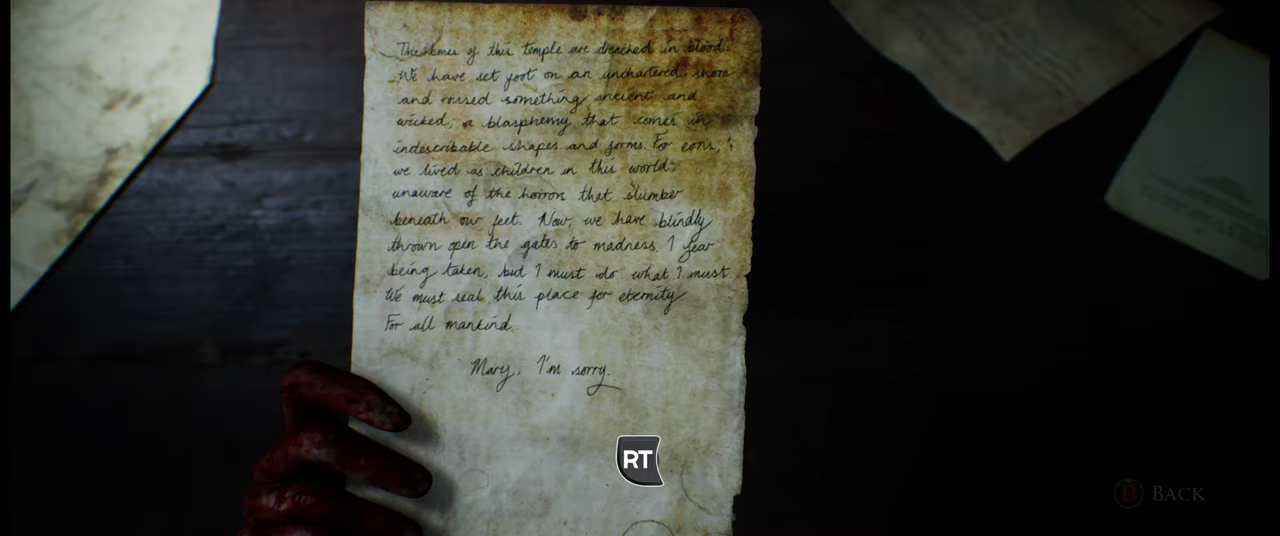 The bones of this temple are drenched in blood.
We have set foot on an unchartered shore
and roused something ancient and
wicked; a blasphemy that comes in
indescribable shapes and forms. For eons,
we lived as children in this world;
unaware of the horrors that slumber
beneath our feet. Now, we have blindly
thrown open the gates to madness. I fear
being taken, but I must do what I must.
We must seal this place for eternity.
For all mankind.
Mary, I'm sorry.
RT
B BACK